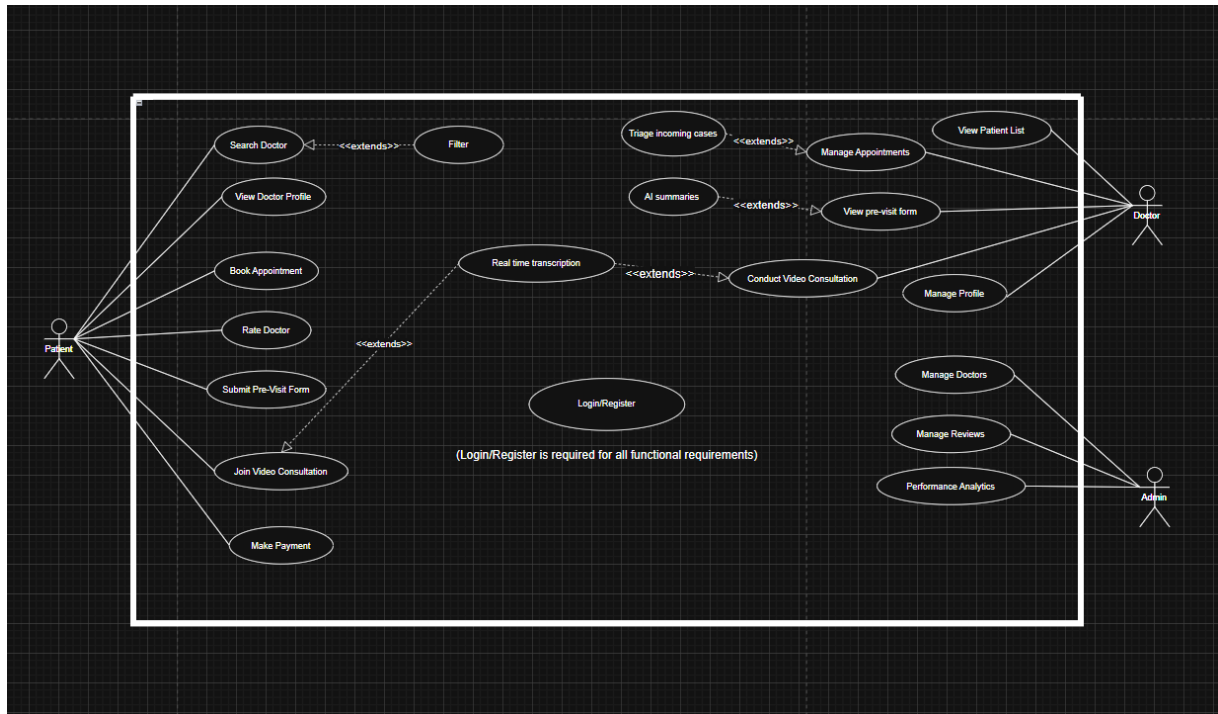 Search Doctor
<<extends>>
Filter
Triage incoming cases
<<extends>>
Manage Appointments
View Patient List
View Doctor Profile
AI summaries
<<extends>>
View pre-visit form
Doctor
Book Appointment
Real time transcription
<<extends>>
Conduct Video Consultation
Manage Profile
Rate Doctor
Patient
<<extends>>
Submit Pre-Visit Form
Login/Register
Manage Doctors
Manage Reviews
(Login/Register is required for all functional requirements)
Join Video Consultation
Performance Analytics
Admin
Make Payment